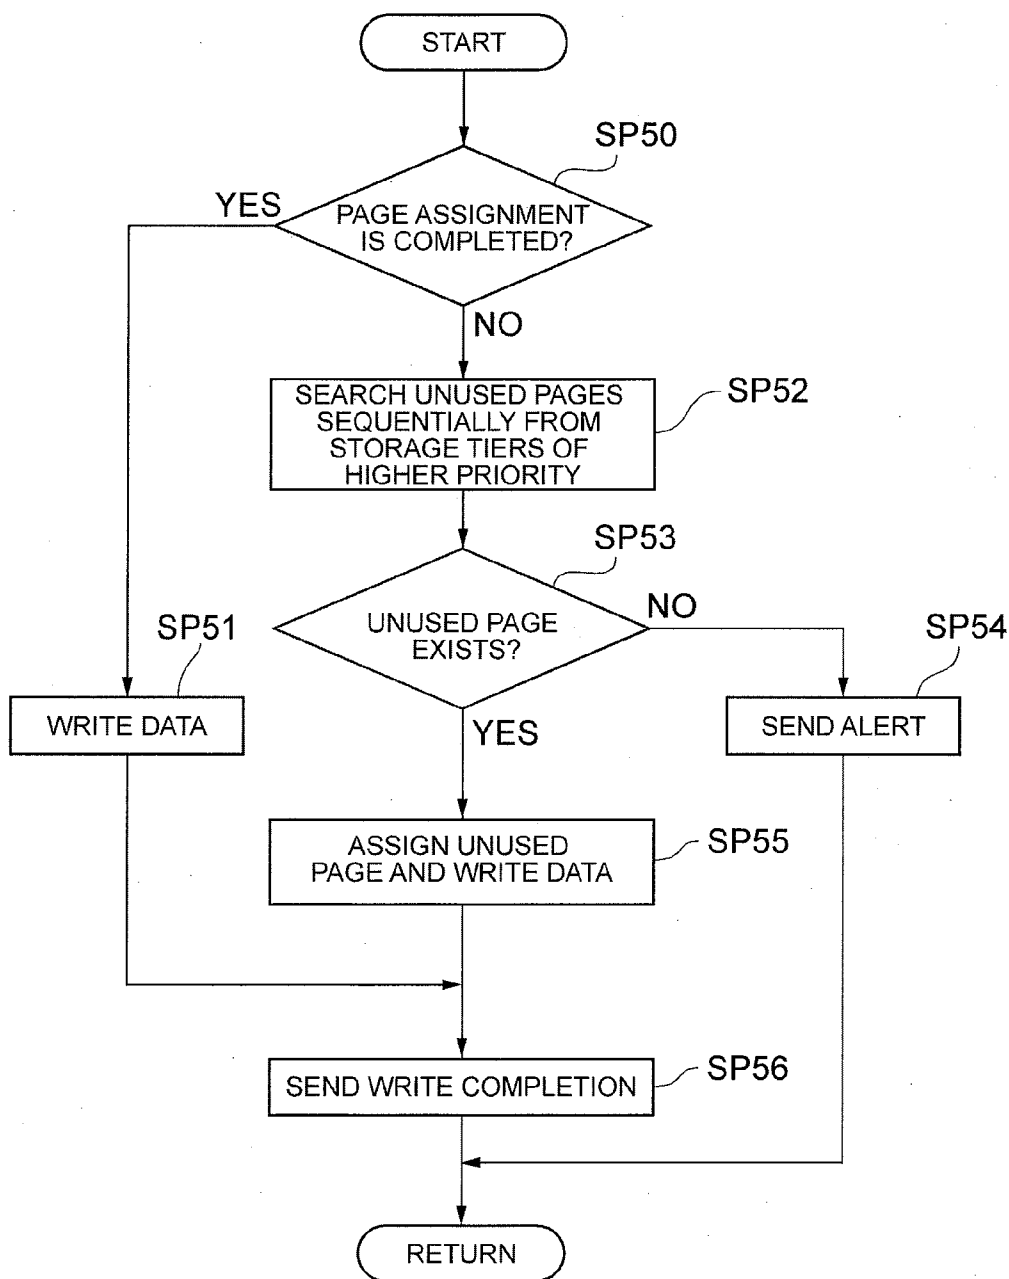 START
SP50
YES
PAGE ASSIGNMENT
IS COMPLETED?
NO
SEARCH UNUSED PAGES
SEQUENTIALLY FROM
STORAGE TIERS OF
HIGHER PRIORITY
SP52
SP53
UNUSED PAGE
EXISTS?
NO
SP51
SP54
WRITE DATA
YES
SEND ALERT
ASSIGN UNUSED
PAGE AND WRITE DATA
SP55
SEND WRITE COMPLETION
SP56
RETURN